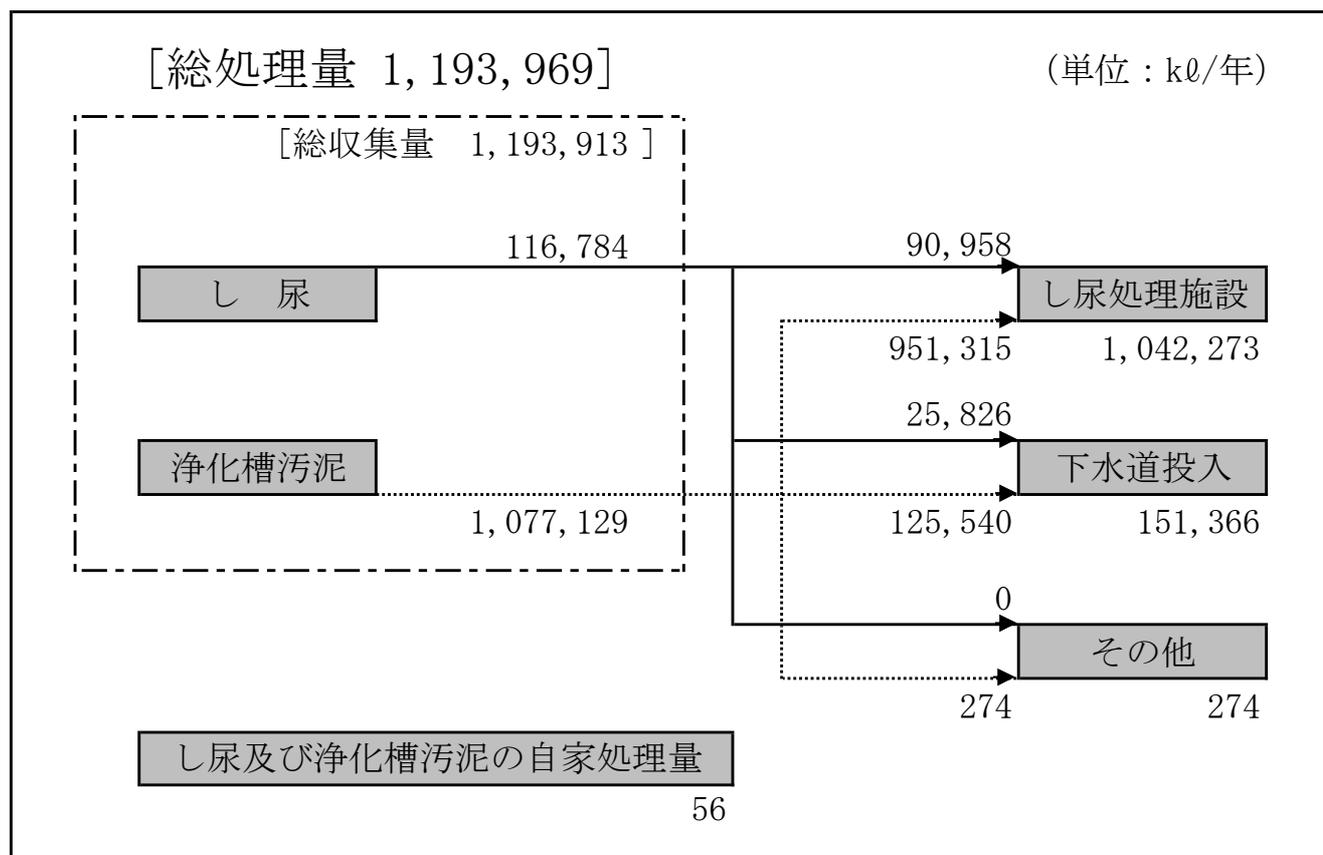 [総処理量 1,193,969]
(単位:kℓ/年)
[総収集量 1,193,913 ]
116,784
90,958
し 尿
し尿処理施設
951,315
1,042,273
25,826
浄化槽汚泥
下水道投入
1,077,129
125,540
151,366
0
その他
274
274
し尿及び浄化槽汚泥の自家処理量
56